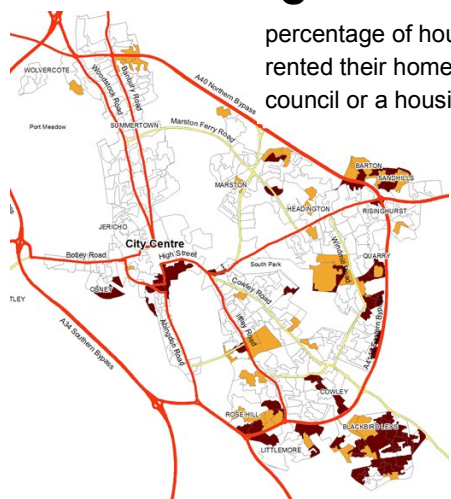 percentage of hou
rented their home
council or a housi
WOLVERCOTE
Woodstock Road
Banbury Road
A40 Northern Bypass
Port Meadow
SUMMERTOWN
Marston Ferry Road
BARTON
SANDHILLS
MARSTON
HEADINGTON
RISINGHURST
JERICHO
City Centre
Windmill Road
QUARRY
Botley Road
High Street
South Park
OSNEY
Cowley Road
TLEY
Abingdon Road
Iffley Road
A34 Southern Bypass
COWLEY
ROSE HILL
BLACKBIRD LEYS
LITTLEMORE